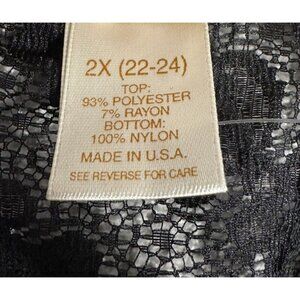 2X (22-24)
TOP:
93% POLYESTER
7% RAYON
BOTTOM:
100% NYLON
MADE IN U.S.A.
SEE REVERSE FOR CARE